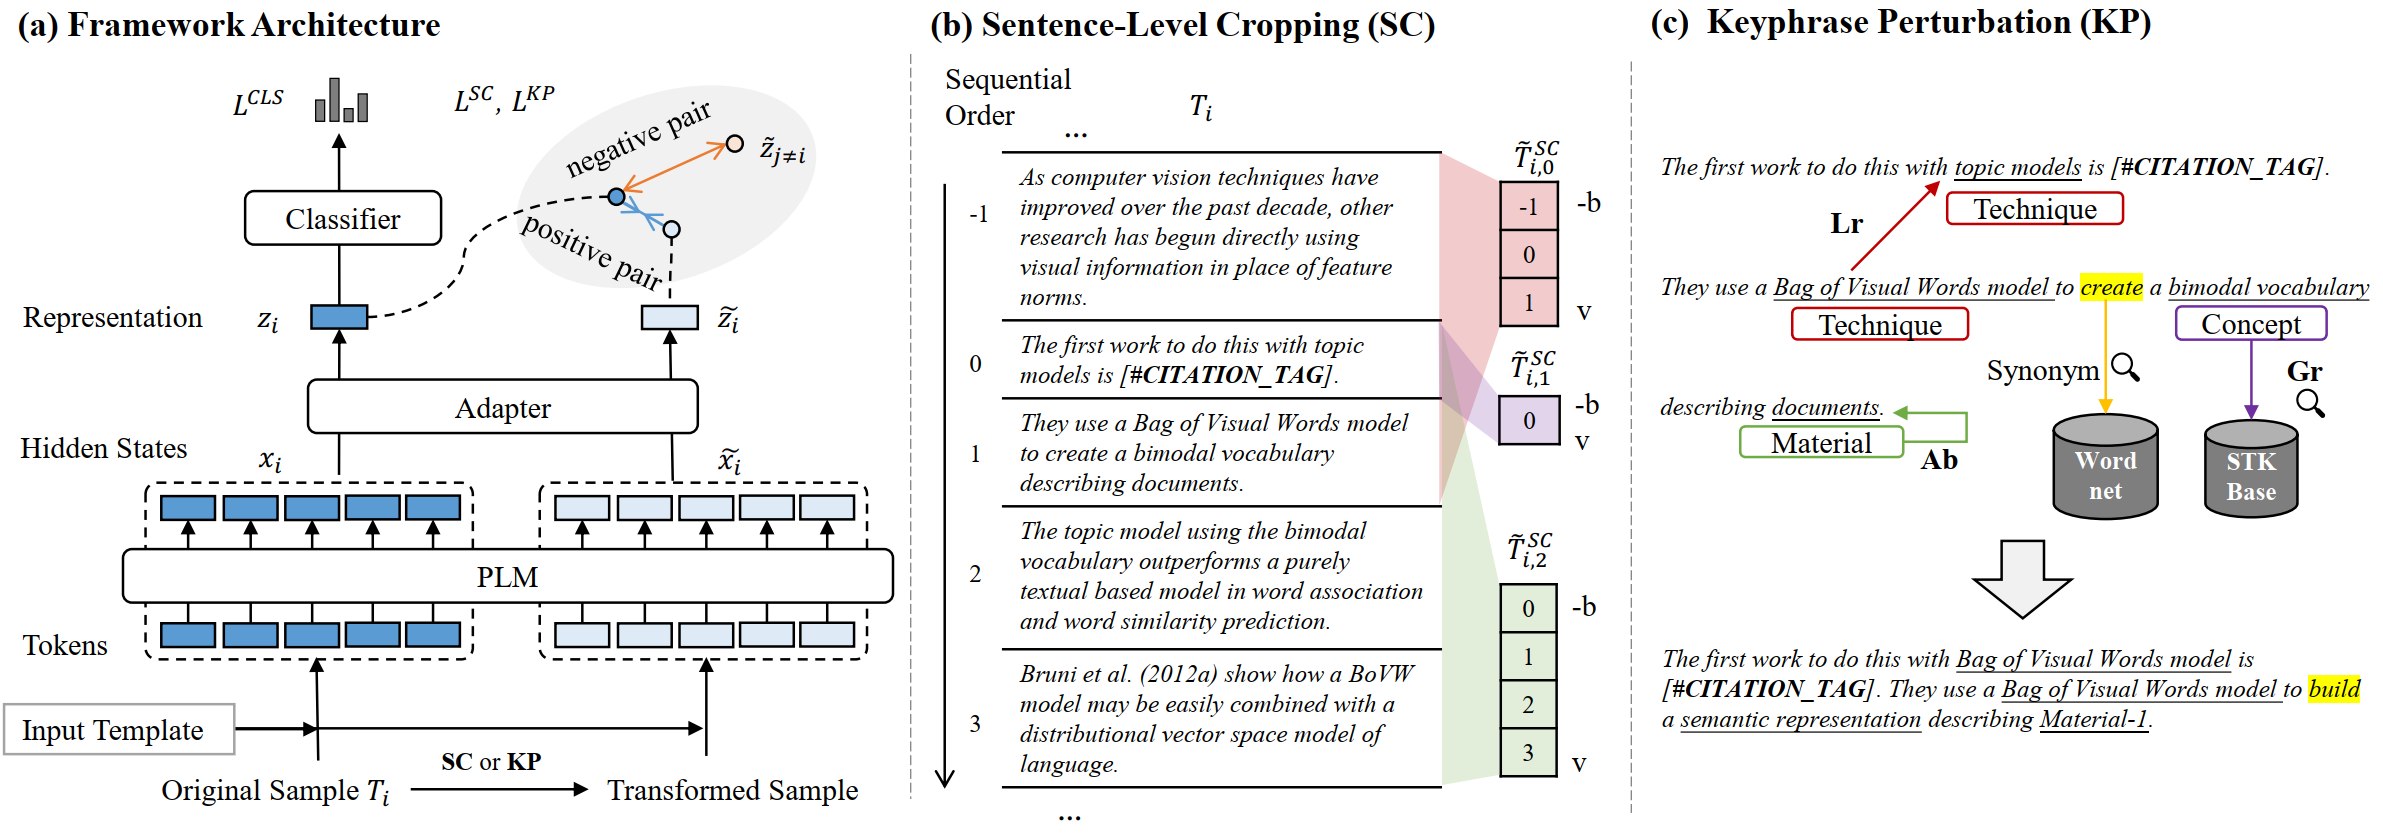 (a) Framework Architecture
L^{CLS}
L^{SC}, L^{KP}
negative pair
z̃_{j≠i}
positive pair
Classifier
Representation
z_i
z̃_i
Adapter
Hidden States
x_i
x̃_i
PLM
Tokens
Input Template
SC or KP
Original Sample T_i
Transformed Sample
(b) Sentence-Level Cropping (SC)
Sequential
Order
...
T_i
-1
As computer vision techniques have
improved over the past decade, other
research has begun directly using
visual information in place of feature
norms.
0
The first work to do this with topic
models is [#CITATION_TAG].
1
They use a Bag of Visual Words model
to create a bimodal vocabulary
describing documents.
2
The topic model using the bimodal
vocabulary outperforms a purely
textual based model in word association
and word similarity prediction.
3
Bruni et al. (2012a) show how a BoVW
model may be easily combined with a
distributional vector space model of
language.
...
T̃_{i,0}^{SC}
-1 -b
0
1 v
T̃_{i,1}^{SC}
0 -b
v
T̃_{i,2}^{SC}
0 -b
1
2
3 v
(c) Keyphrase Perturbation (KP)
The first work to do this with topic models is [#CITATION_TAG].
Technique
Lr
They use a Bag of Visual Words model to create a bimodal vocabulary
Technique
Concept
Synonym
Gr
describing documents.
Material
Ab
Word
net
STK
Base
The first work to do this with Bag of Visual Words model is
[#CITATION_TAG]. They use a Bag of Visual Words model to build
a semantic representation describing Material-1.